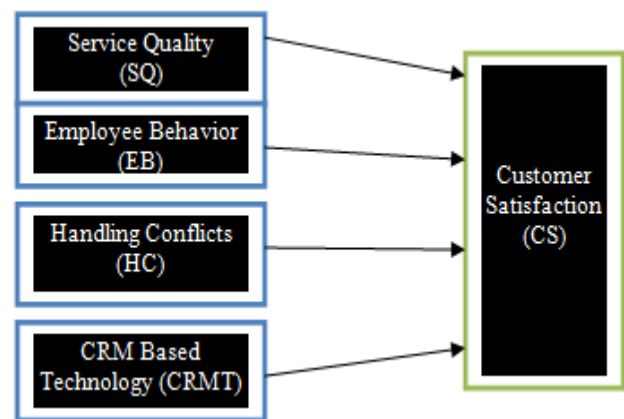 Service Quality
(SQ)
Employee Behavior
(EB)
Handling Conflicts
(HC)
CRM Based
Technology (CRMT)
Customer
Satisfaction
(CS)